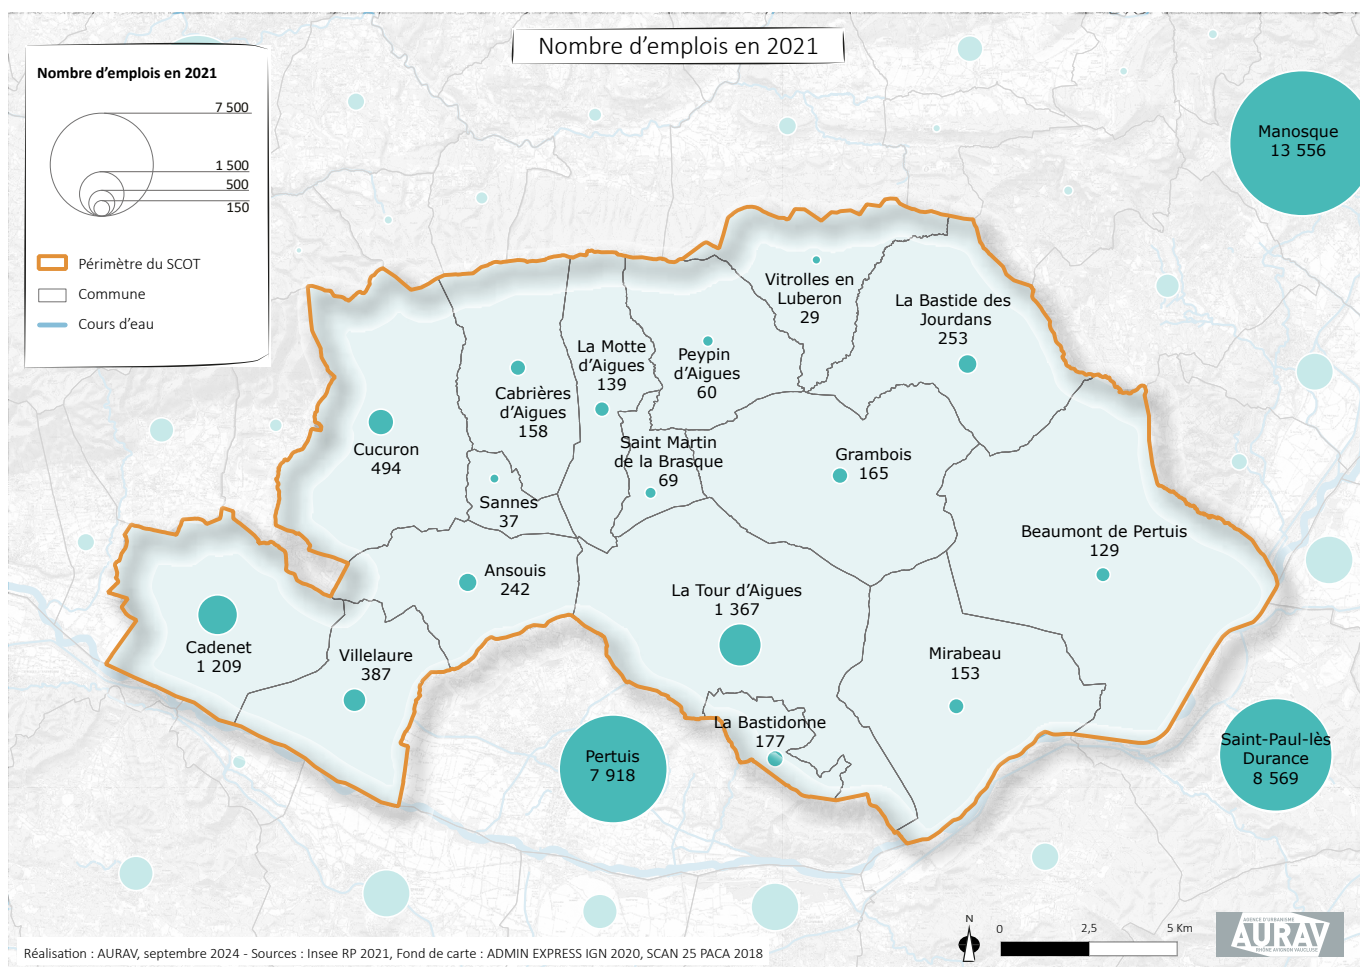 Nombre d'emplois en 2021
Nombre d'emplois en 2021
7 500
1 500
500
150
Périmètre du SCOT
Commune
Cours d'eau
Manosque
13 556
Vitrolles en
Luberon
29
La Bastide des
Jourdans
253
La Motte
d'Aigues
139
Peypin
d'Aigues
60
Cabrières
d'Aigues
158
Cucuron
494
Saint Martin
de la Brasque
69
Grambois
165
Sannes
37
Beaumont de Pertuis
129
Ansouis
242
La Tour d'Aigues
1 367
Cadenet
1 209
Villelaure
387
Mirabeau
153
La Bastidonne
177
Pertuis
7 918
Saint-Paul-lès
Durance
8 569
N
0 2,5 5 Km
AGENCE D'URBANISME
AURAV
RHÔNE AVIGNON VAUCLUSE
Réalisation : AURAV, septembre 2024 - Sources : Insee RP 2021, Fond de carte : ADMIN EXPRESS IGN 2020, SCAN 25 PACA 2018